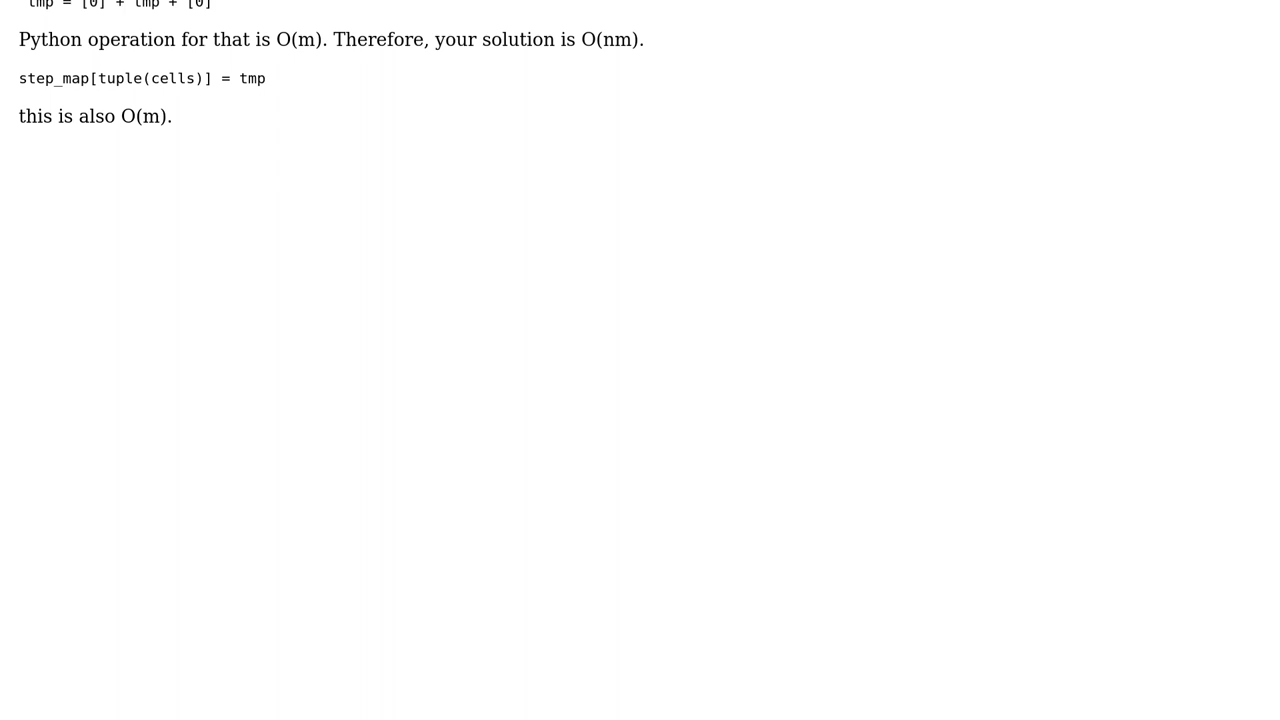 tmp = [0] + tmp + [0]
Python operation for that is O(m). Therefore, your solution is O(nm).
step_map[tuple(cells)] = tmp
this is also O(m).